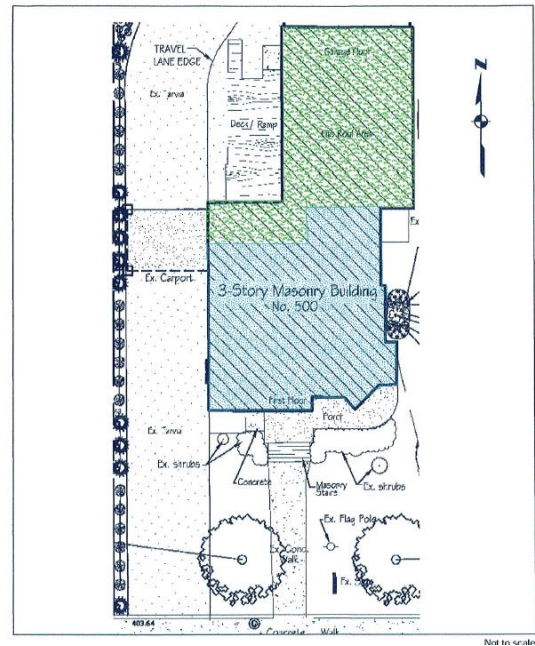 TRAVEL
LANE EDGE
Ground Floor
Ex. Tarvia
Deck / Ramp
Z
Ex
Ex. Carport
3-Story Masonry Building
No. 500
First Floor
Porch
Ex. Tarvia
Ex. shrubs
Concrete
Masonry
Stairs
Ex. shrubs
Ex. Flag Pole
Ex. Conc.
Walk
Ex.
403.64
G
Concrete Walk
Not to scale